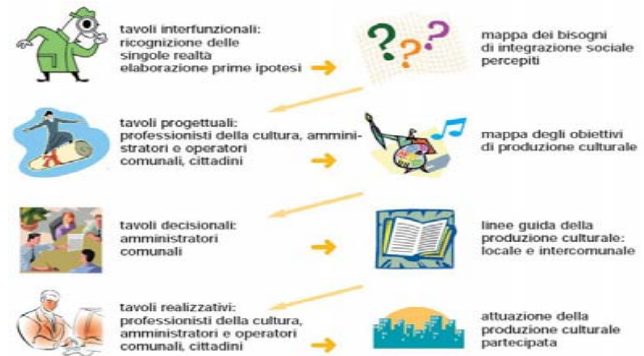 tavoli interfunzionali:
ricognizione delle
singole realtà
elaborazione prime ipotesi
mappa dei bisogni
di integrazione sociale
percepiti
tavoli progettuali:
professionisti della cultura, ammini-
stratori e operatori
comunali, cittadini
mappa degli obiettivi
di produzione culturale
tavoli decisionali:
amministratori
comunali
linee guida della
produzione culturale:
locale e intercomunale
tavoli realizzativi:
professionisti della cultura,
amministratori e operatori
comunali, cittadini
attuazione della
produzione culturale
partecipata